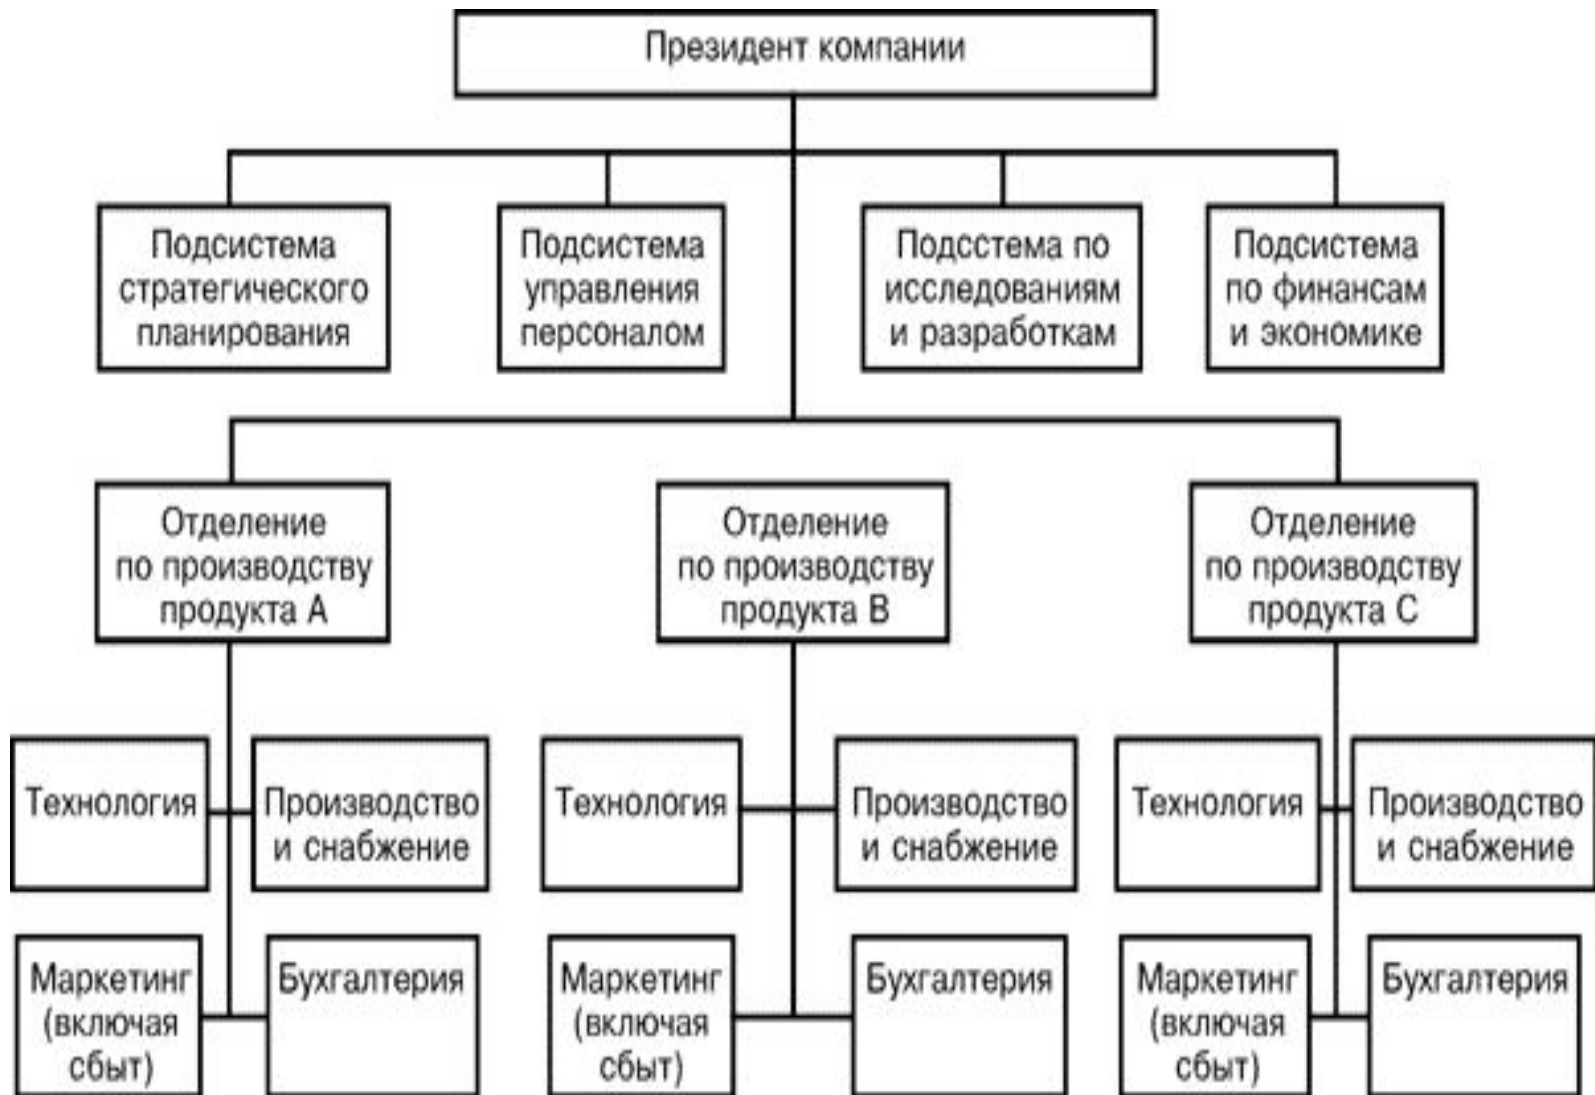 Президент компании
Подсистема
стратегического
планирования
Подсистема
управления
персоналом
Подсстема по
исследованиям
и разработкам
Подсистема
по финансам
и экономике
Отделение
по производству
продукта А
Отделение
по производству
продукта В
Отделение
по производству
продукта С
Технология
Производство
и снабжение
Технология
Производство
и снабжение
Технология
Производство
и снабжение
Маркетинг
(включая
сбыт)
Бухгалтерия
Маркетинг
(включая
сбыт)
Бухгалтерия
Маркетинг
(включая
сбыт)
Бухгалтерия